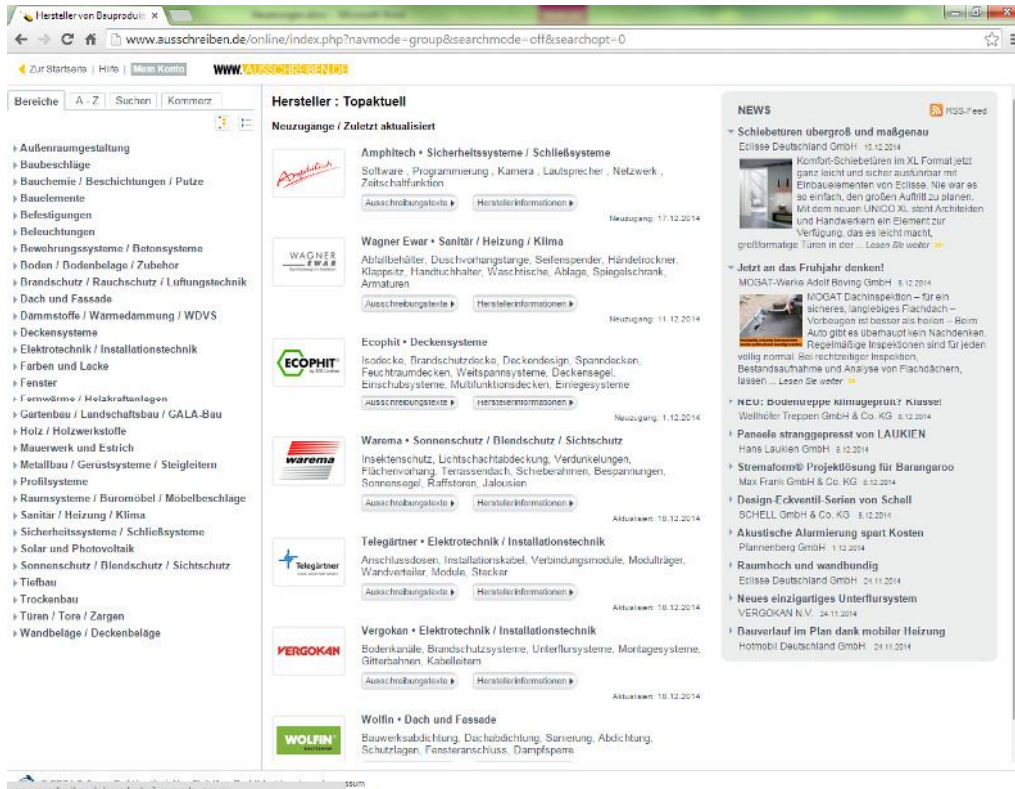 Hersteller von Bauprodukt
www.ausschreiben.de/online/index.php?navmode=group&searchmode=off&searchopt=0
Zur Startseite | Hilfe | Mein Konto
WWW.AUSSCHREIBEN.DE
Bereiche
A - Z
Suchen
Kommerz
Außenraumgestaltung
Baubeschläge
Bauchemie / Beschichtungen / Putze
Bauelemente
Befestigungen
Beleuchtungen
Bewehrungssysteme / Betonsysteme
Boden / Bodenbeläge / Zubehör
Brandschutz / Rauchschutz / Lüftungstechnik
Dach und Fassade
Dämmstoffe / Wärmedämmung / WDVS
Deckensysteme
Elektrotechnik / Installationstechnik
Farben und Lacke
Fenster
Fernwärme / Heizkraftanlagen
Gartenbau / Landschaftsbau / GALA-Bau
Holz / Holzwerkstoffe
Mauerwerk und Estrich
Metallbau / Gerüstsysteme / Steigleitern
Profilsysteme
Raumsysteme / Büromöbel / Möbelbeschläge
Sanitär / Heizung / Klima
Sicherheitssysteme / Schließsysteme
Solar und Photovoltaik
Sonnenschutz / Blendschutz / Sichtschutz
Tiefbau
Trockenbau
Türen / Tore / Zargen
Wandbeläge / Deckenbeläge
Hersteller : Topaktuell
Neuzugänge / Zuletzt aktualisiert
Amphitech
Amphitech • Sicherheitssysteme / Schließsysteme
Software , Programmierung , Kamera , Lautsprecher , Netzwerk ,
Zeitschaltfunktion
Ausschreibungstexte
Herstellerinformationen
Neuzugang: 17.12.2014
WAGNER
EWAR
Wagner Ewar • Sanitär / Heizung / Klima
Abfallbehälter, Duschvorhangstange, Seifenspender, Händetrockner,
Klappsitz, Handtuchhalter, Waschtische, Ablage, Spiegelschrank,
Armaturen
Ausschreibungstexte
Herstellerinformationen
Neuzugang: 11.12.2014
ECOPHIT
Ecophit • Deckensysteme
Isodecke, Brandschutzdecke, Deckendesign, Spanndecken,
Feuchtraumdecken, Weitspannsysteme, Deckensegel,
Einschubsysteme, Multifunktionsdecken, Einlegesysteme
Ausschreibungstexte
Herstellerinformationen
Neuzugang: 1.12.2014
warema
Warema • Sonnenschutz / Blendschutz / Sichtschutz
Insektenschutz, Lichtschachtabdeckung, Verdunkelungen,
Flächenvorhang, Terrassendach, Schieberahmen, Bespannungen,
Sonnensegel, Raffstoren, Jalousien
Ausschreibungstexte
Herstellerinformationen
Aktualisiert: 18.12.2014
Telegärtner
Telegärtner • Elektrotechnik / Installationstechnik
Anschlussdosen, Installationskabel, Verbindungsmodule, Modulträger,
Wandverteiler, Module, Stecker
Ausschreibungstexte
Herstellerinformationen
Aktualisiert: 18.12.2014
VERGOKAN
Vergokan • Elektrotechnik / Installationstechnik
Bodenkanäle, Brandschutzsysteme, Unterflursysteme, Montagesysteme,
Gitterbahnen, Kabelleitern
Ausschreibungstexte
Herstellerinformationen
Aktualisiert: 18.12.2014
WOLFIN
Wolfin • Dach und Fassade
Bauwerksabdichtung, Dachabdichtung, Sanierung, Abdichtung,
Schutzlagen, Fensteranschluss, Dampfsperre
NEWS
RSS-Feed
Schiebetüren übergroß und maßgenau
Eclisse Deutschland GmbH 15.12.2014
Komfort-Schiebetüren im XL Format jetzt
ganz leicht und sicher ausführbar mit
Einbauelementen von Eclisse. Nie war es
so einfach, den großen Auftritt zu planen.
Mit dem neuen UNICO XL steht Architekten
und Handwerkern ein Element zur
Verfügung, das es leicht macht,
großformatige Türen in der ... Lesen Sie weiter
Jetzt an das Frühjahr denken!
MOGAT-Werke Adolf Böving GmbH 8.12.2014
MOGAT Dachinspektion – für ein
sicheres, langlebiges Flachdach –
Vorbeugen ist besser als heilen – Beim
Auto gibt es überhaupt kein Nachdenken.
Regelmäßige Inspektionen sind für jeden
völlig normal. Bei rechtzeitiger Inspektion,
Bestandsaufnahme und Analyse von Flachdächern,
lassen ... Lesen Sie weiter
NEU: Bodentreppe klimageprüft? Klasse!
Wellhöfer Treppen GmbH & Co. KG 8.12.2014
Paneele stranggepresst von LAUKIEN
Hans Laukien GmbH 8.12.2014
Stremaform® Projektlösung für Barangaroo
Max Frank GmbH & Co. KG 8.12.2014
Design-Eckventil-Serien von Schell
SCHELL GmbH & Co. KG 8.12.2014
Akustische Alarmierung spart Kosten
Pfannenberg GmbH 1.12.2014
Raumhoch und wandbündig
Eclisse Deutschland GmbH 24.11.2014
Neues einzigartiges Unterflursystem
VERGOKAN N.V. 24.11.2014
Bauverlauf im Plan dank mobiler Heizung
Hotmobil Deutschland GmbH 24.11.2014